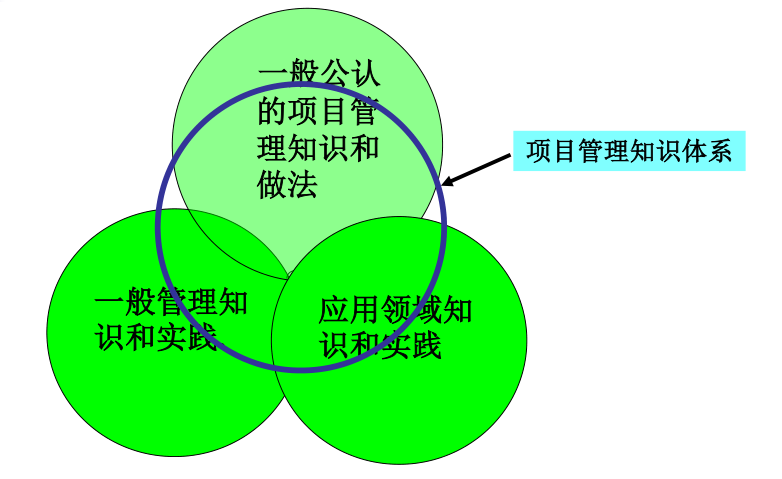 一般公认
的项目管
理知识和
做法
项目管理知识体系
一般管理知
识和实践
应用领域知
识和实践